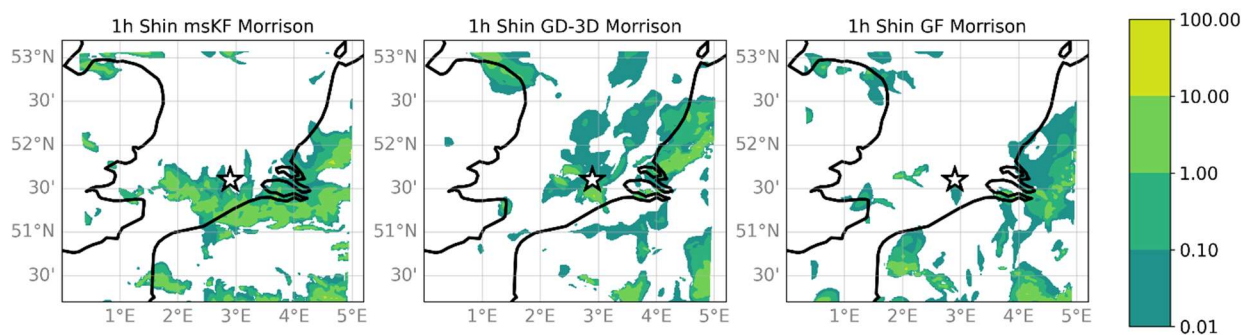 1h Shin msKF Morrison
1h Shin GD-3D Morrison
1h Shin GF Morrison
53°N
30'
52°N
30'
51°N
30'
1°E 2°E 3°E 4°E 5°E
53°N
30'
52°N
30'
51°N
30'
1°E 2°E 3°E 4°E 5°E
53°N
30'
52°N
30'
51°N
30'
1°E 2°E 3°E 4°E 5°E
100.00
10.00
1.00
0.10
0.01